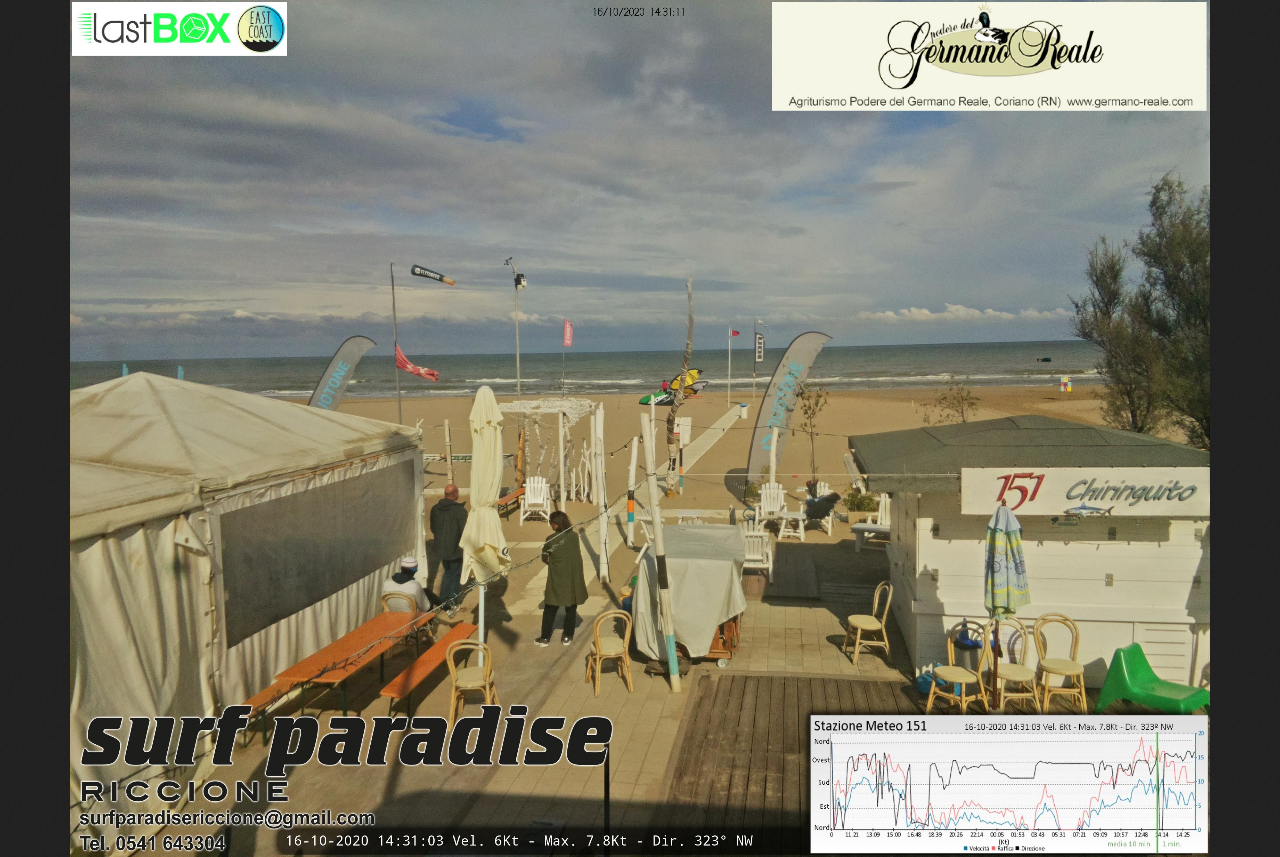 lastBOX
EAST
COAST
16/10/2020 14:31:11
podere del
Germano Reale
Agriturismo Podere del Germano Reale, Coriano (RN) www.germano-reale.com
DUOTONE
151 Chiringuito
surf paradise
RICCIONE
surfparadisericcione@gmail.com
Tel. 0541 643304
16-10-2020 14:31:03 Vel. 6Kt - Max. 7.8Kt - Dir. 323° NW
Stazione Meteo 151 16-10-2020 14:31:03 Vel. 6Kt - Max. 7.8Kt - Dir. 323° NW
Nord
Ovest
Sud
Est
Nord
20
15
10
5
0
0 11.21 13.09 15.00 16.48 18.39 20.26 22.14 00.05 01.53 03.43 05.31 07.21 09.09 10.57 12.48 14.14 14.25
(Kt)
media 10 min. 1 min.
Velocità Raffica Direzione